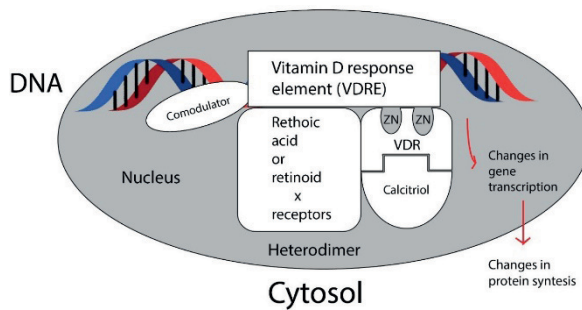 DNA
Vitamin D response
element (VDRE)
Comodulator
Rethoic
acid
or
retinoid
x
receptors
ZN
ZN
VDR
Calcitriol
Nucleus
Changes in
gene
transcription
Heterodimer
Changes in
protein syntesis
Cytosol